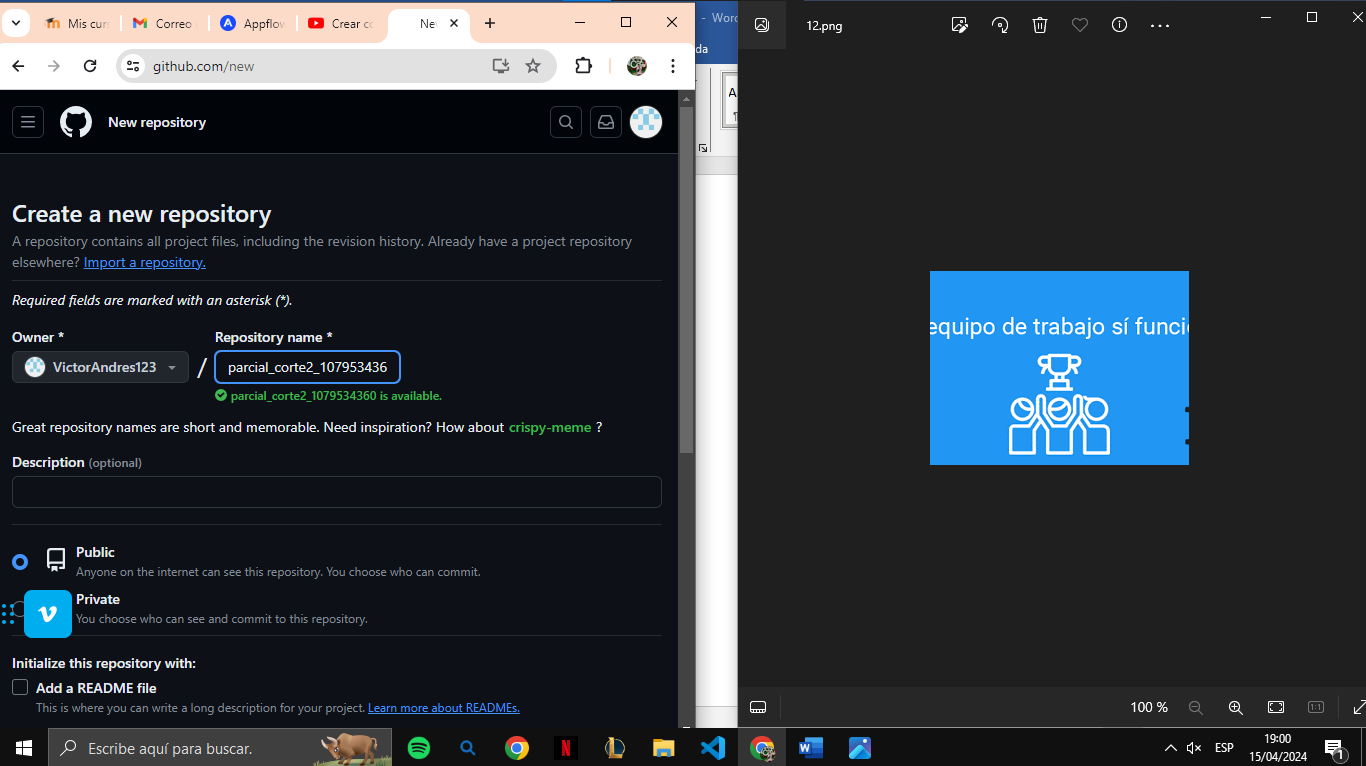 Mis cur
Correo
Appflow
Crear co
Ne
github.com/new
New repository
Create a new repository
A repository contains all project files, including the revision history. Already have a project repository
elsewhere? Import a repository.
Required fields are marked with an asterisk (*).
Owner *
Repository name *
VictorAndres123
/
parcial_corte2_107953436
parcial_corte2_1079534360 is available.
Great repository names are short and memorable. Need inspiration? How about crispy-meme ?
Description (optional)
Public
Anyone on the internet can see this repository. You choose who can commit.
Private
You choose who can see and commit to this repository.
Initialize this repository with:
Add a README file
This is where you can write a long description for your project. Learn more about READMEs.
- Word
da
A
12.png
equipo de trabajo sí funci
100 %
1:1
Escribe aquí para buscar.
ESP
19:00
15/04/2024
1